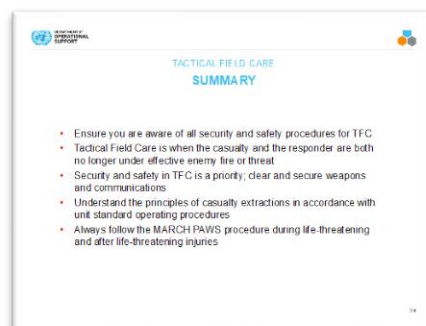 DEPARTMENT OF
OPERATIONAL
SUPPORT
TACTICAL FIELD CARE
SUMMARY
• Ensure you are aware of all security and safety procedures for TFC
• Tactical Field Care is when the casualty and the responder are both
no longer under effective enemy fire or threat
• Security and safety in TFC is a priority; clear and secure weapons
and communications
• Understand the principles of casualty extractions in accordance with
unit standard operating procedures
• Always follow the MARCH PAWS procedure during life-threatening
and after life-threatening injuries